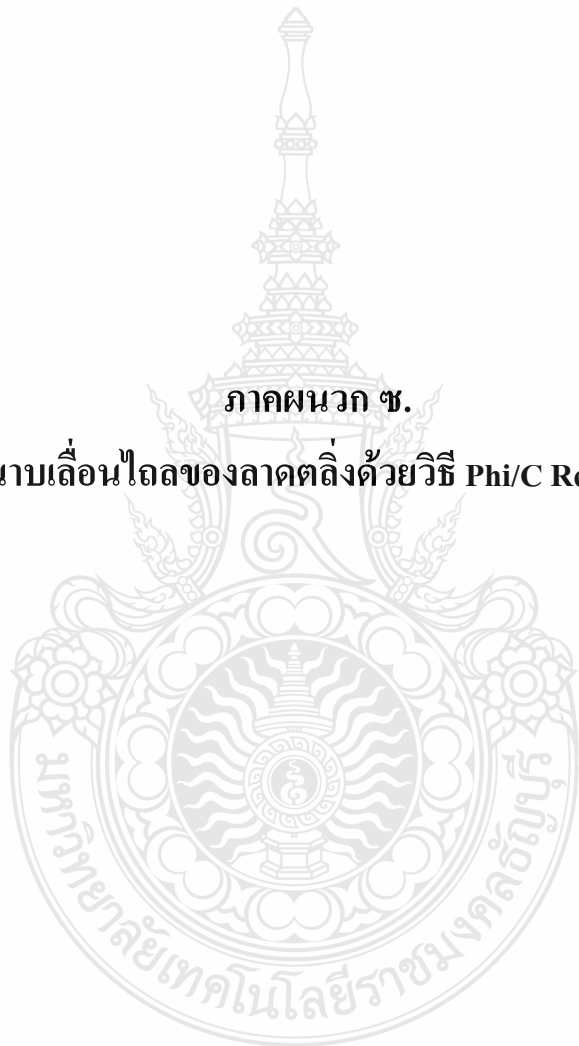 ภาคผนวก ซ.
นาบเลื่อนไถลของลาดตลิ่งด้วยวิธี Phi/C
มหาวิทยาลัยเทคโนโลยีราชมงคลธัญบุรี